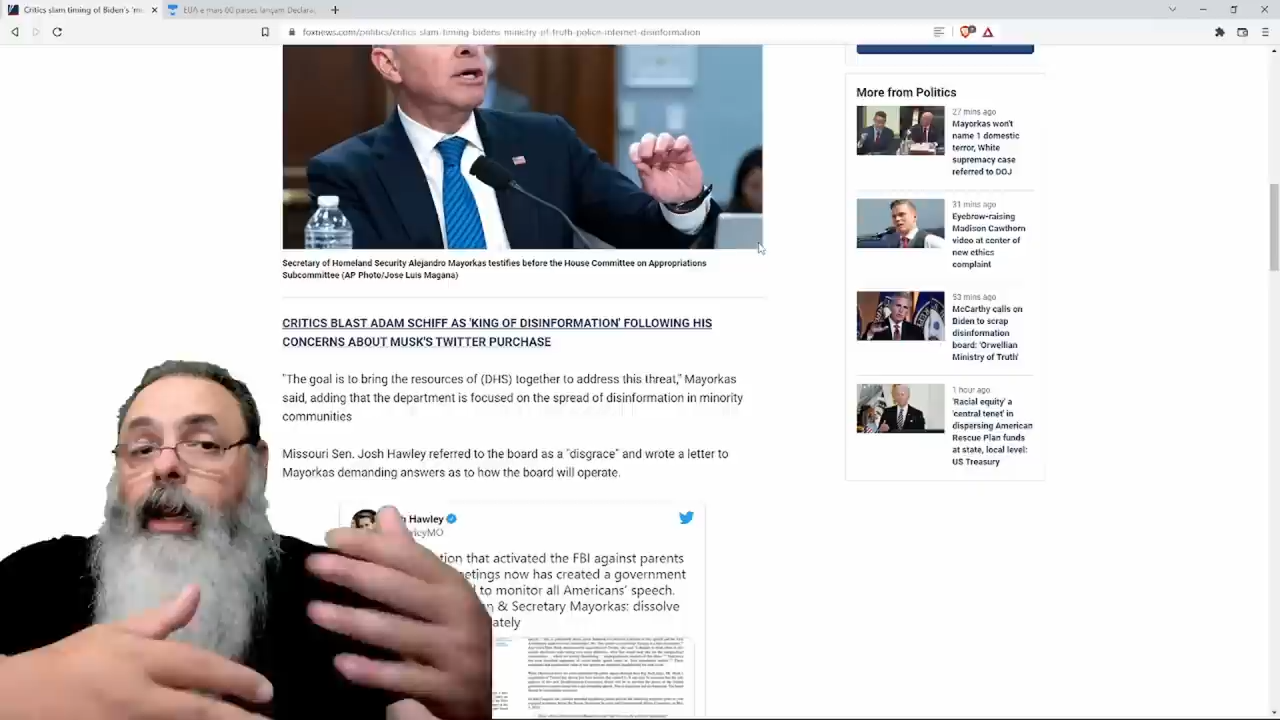 Critics slam timing of Biden's 'mi
EUA e mais 60 países lançam Declara
foxnews.com/politics/critics-slam-timing-bidens-ministry-of-truth-police-internet-disinformation
Secretary of Homeland Security Alejandro Mayorkas testifies before the House Committee on Appropriations
Subcommittee (AP Photo/Jose Luis Magana)
CRITICS BLAST ADAM SCHIFF AS 'KING OF DISINFORMATION' FOLLOWING HIS
CONCERNS ABOUT MUSK'S TWITTER PURCHASE
"The goal is to bring the resources of (DHS) together to address this threat," Mayorkas
said, adding that the department is focused on the spread of disinformation in minority
communities
Missouri Sen. Josh Hawley referred to the board as a "disgrace" and wrote a letter to
Mayorkas demanding answers as to how the board will operate.
h Hawley
leyMO
tion that activated the FBI against parents
etings now has created a government
d to monitor all Americans' speech.
n & Secretary Mayorkas: dissolve
ately
More from Politics
27 mins ago
Mayorkas won't
name 1 domestic
terror, White
supremacy case
referred to DOJ
31 mins ago
Eyebrow-raising
Madison Cawthorn
video at center of
new ethics
complaint
53 mins ago
McCarthy calls on
Biden to scrap
disinformation
board: 'Orwellian
Ministry of Truth'
1 hour ago
'Racial equity' a
'central tenet' in
dispersing American
Rescue Plan funds
at state, local level:
US Treasury